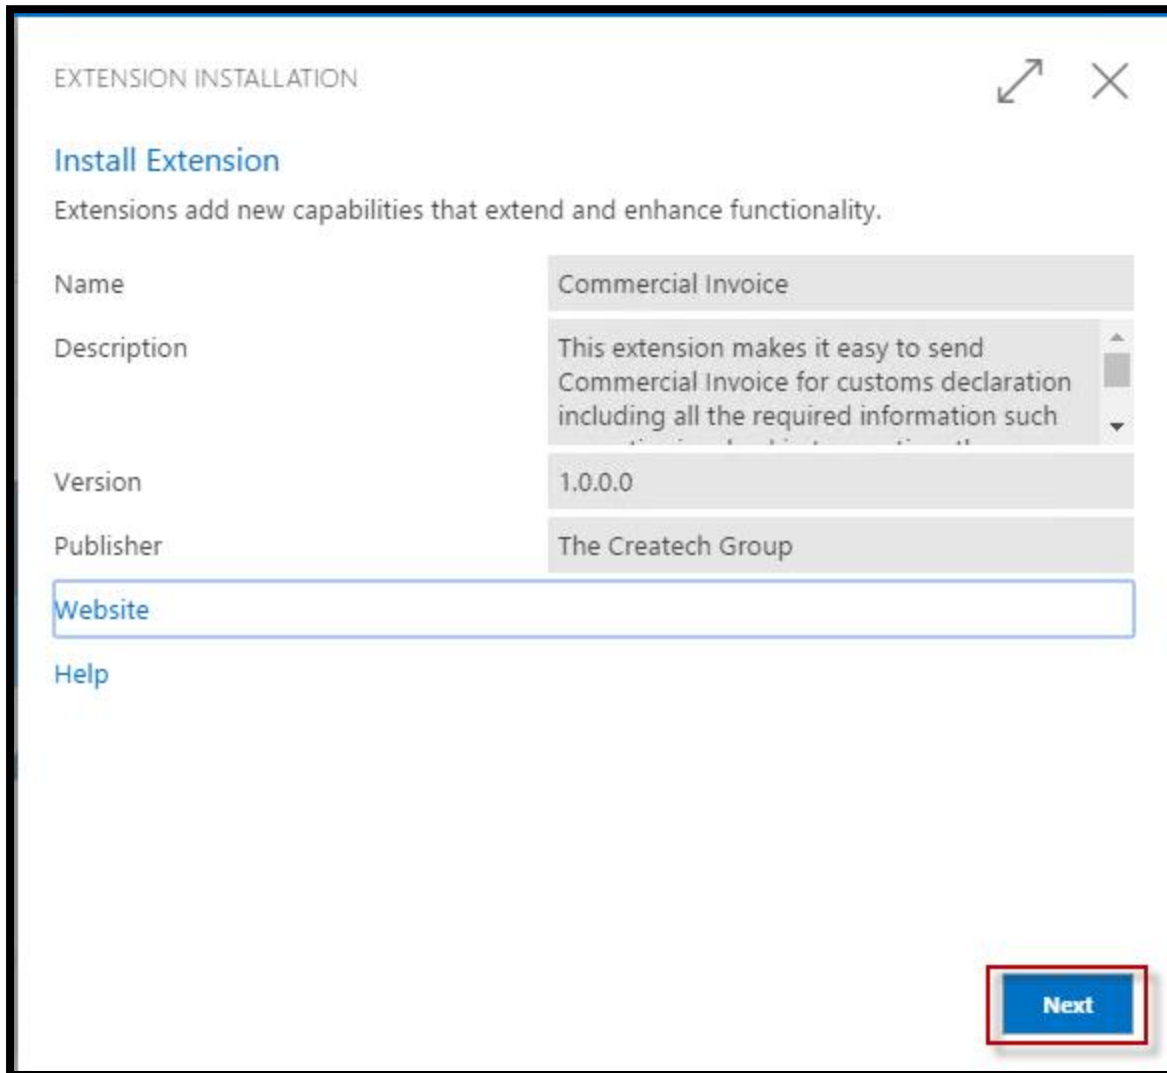 EXTENSION INSTALLATION
Install Extension
Extensions add new capabilities that extend and enhance functionality.
Name
Commercial Invoice
Description
This extension makes it easy to send
Commercial Invoice for customs declaration
including all the required information such
Version
1.0.0.0
Publisher
The Createch Group
Website
Help
Next